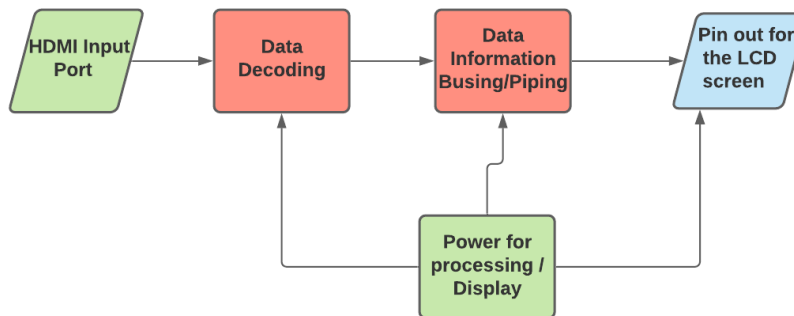 HDMI Input
Port
Data
Decoding
Data
Information
Busing/Piping
Pin out for
the LCD
screen
Power for
processing /
Display